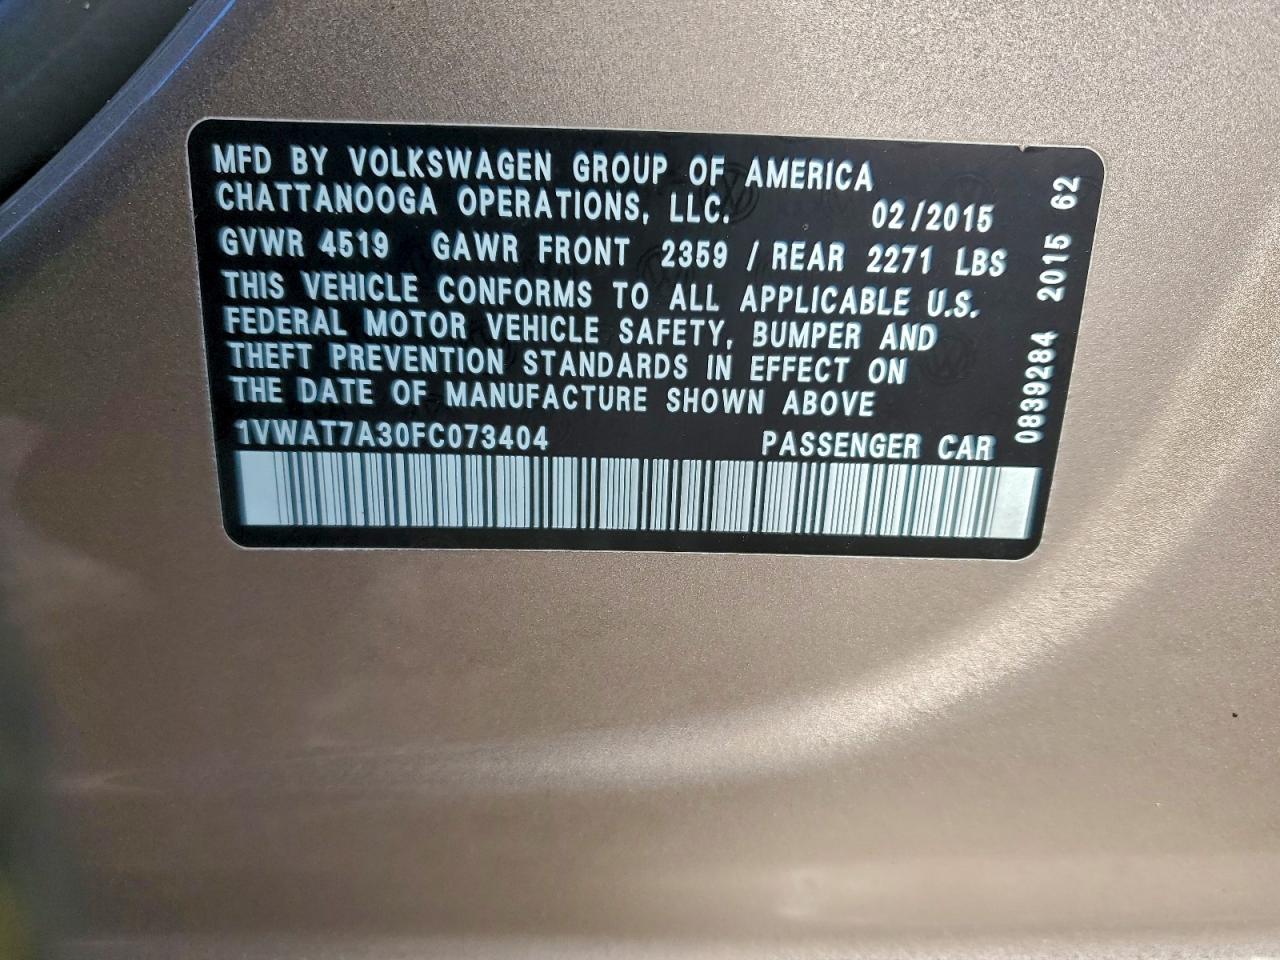 MFD BY VOLKSWAGEN GROUP OF AMERICA
CHATTANOOGA OPERATIONS, LLC. 02/2015
GVWR 4519 GAWR FRONT 2359 / REAR 2271 LBS
THIS VEHICLE CONFORMS TO ALL APPLICABLE U.S.
FEDERAL MOTOR VEHICLE SAFETY, BUMPER AND
THEFT PREVENTION STANDARDS IN EFFECT ON
THE DATE OF MANUFACTURE SHOWN ABOVE
1VWAT7A30FC073404 PASSENGER CAR
0839284 2015 62